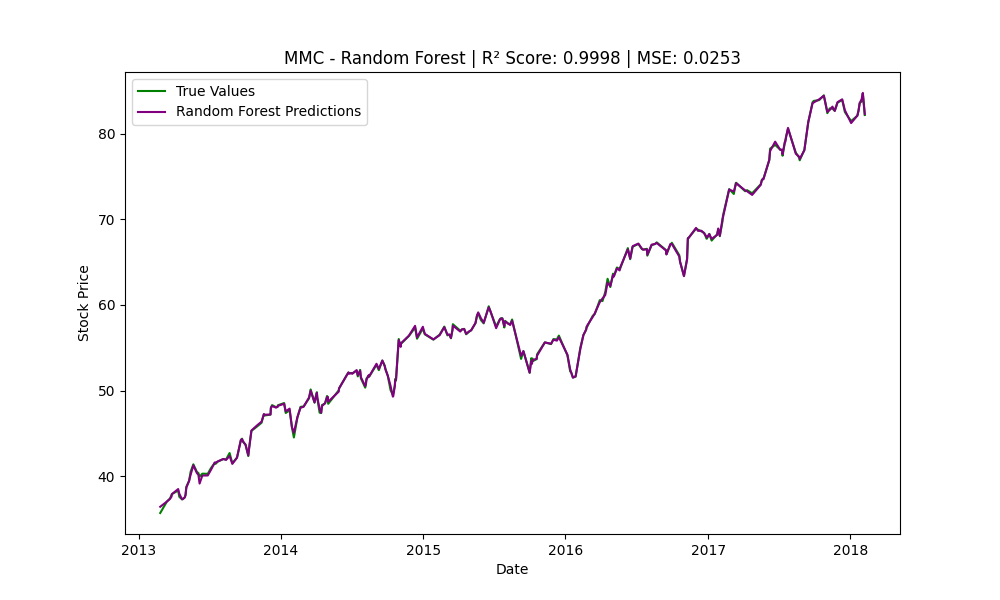 MMC - Random Forest | R² Score: 0.9998 | MSE: 0.0253
True Values
Random Forest Predictions
80
70
60
50
40
Stock Price
2013 2014 2015 2016 2017 2018
Date